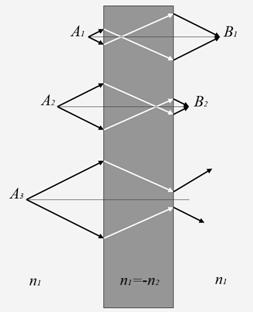 A₁ B₁
A₂ B₂
A₃
n₁ n₁=-n₂ n₁